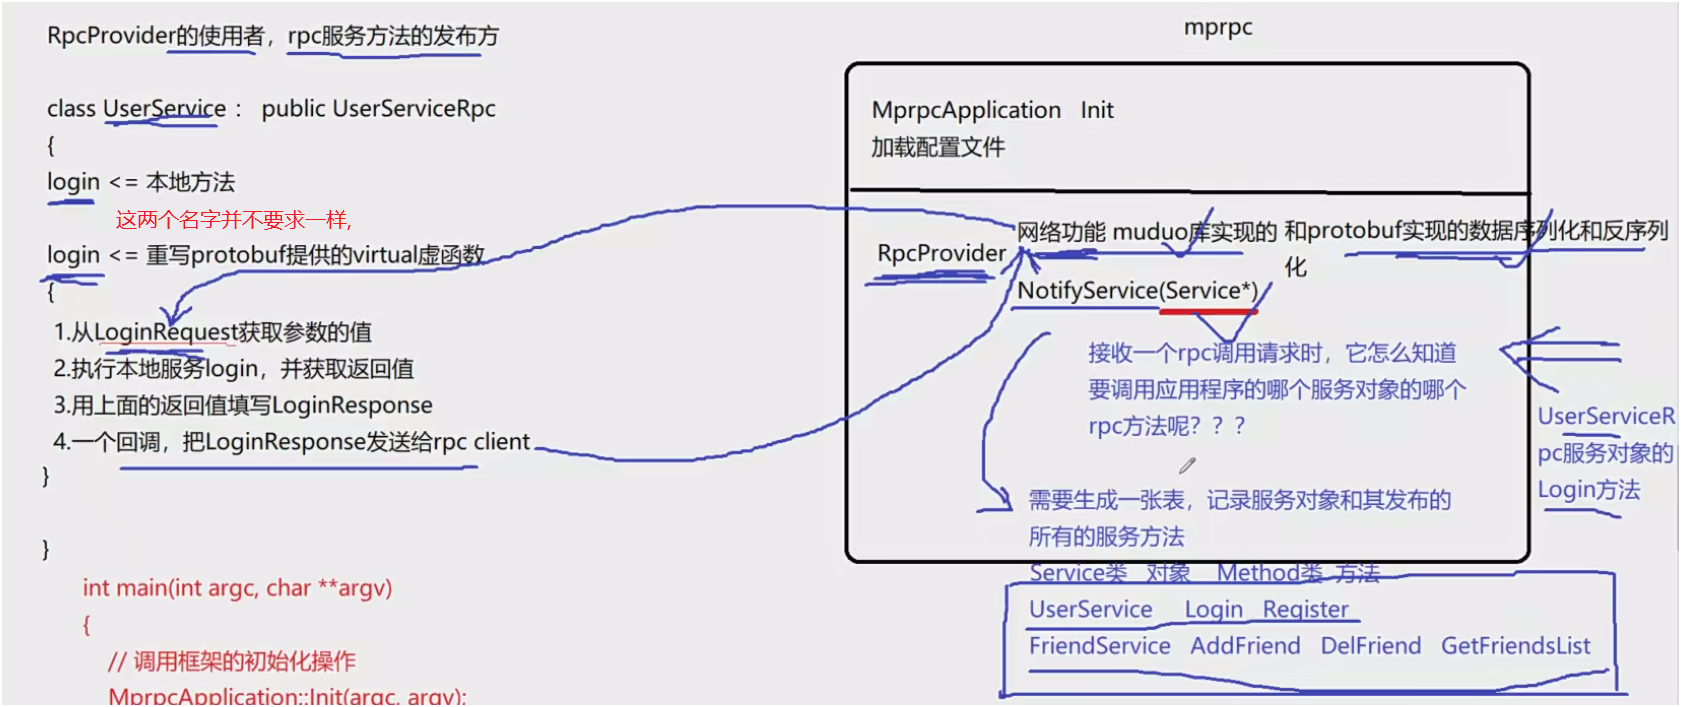 RpcProvider的使用者，rpc服务方法的发布方
class UserService： public UserServiceRpc
{
login <= 本地方法
这两个名字并不要求一样,
login <= 重写protobuf提供的virtual虚函数
{
1.从LoginRequest获取参数的值
2.执行本地服务login，并获取返回值
3.用上面的返回值填写LoginResponse
4.一个回调，把LoginResponse发送给rpc client
}
}
int main(int argc, char **argv)
{
// 调用框架的初始化操作
MprpcApplication::Init(argc, argv);
mprpc
MprpcApplication Init
加载配置文件
RpcProvider
网络功能 muduo库实现的
和protobuf实现的数据序列化和反序列
化
NotifyService(Service*)
接收一个rpc调用请求时，它怎么知道
要调用应用程序的哪个服务对象的哪个
rpc方法呢？？？
需要生成一张表，记录服务对象和其发布的
所有的服务方法
UserServiceR
pc服务对象的
Login方法
Service类 对象 Method类 方法
UserService Login Register
FriendService AddFriend DelFriend GetFriendsList